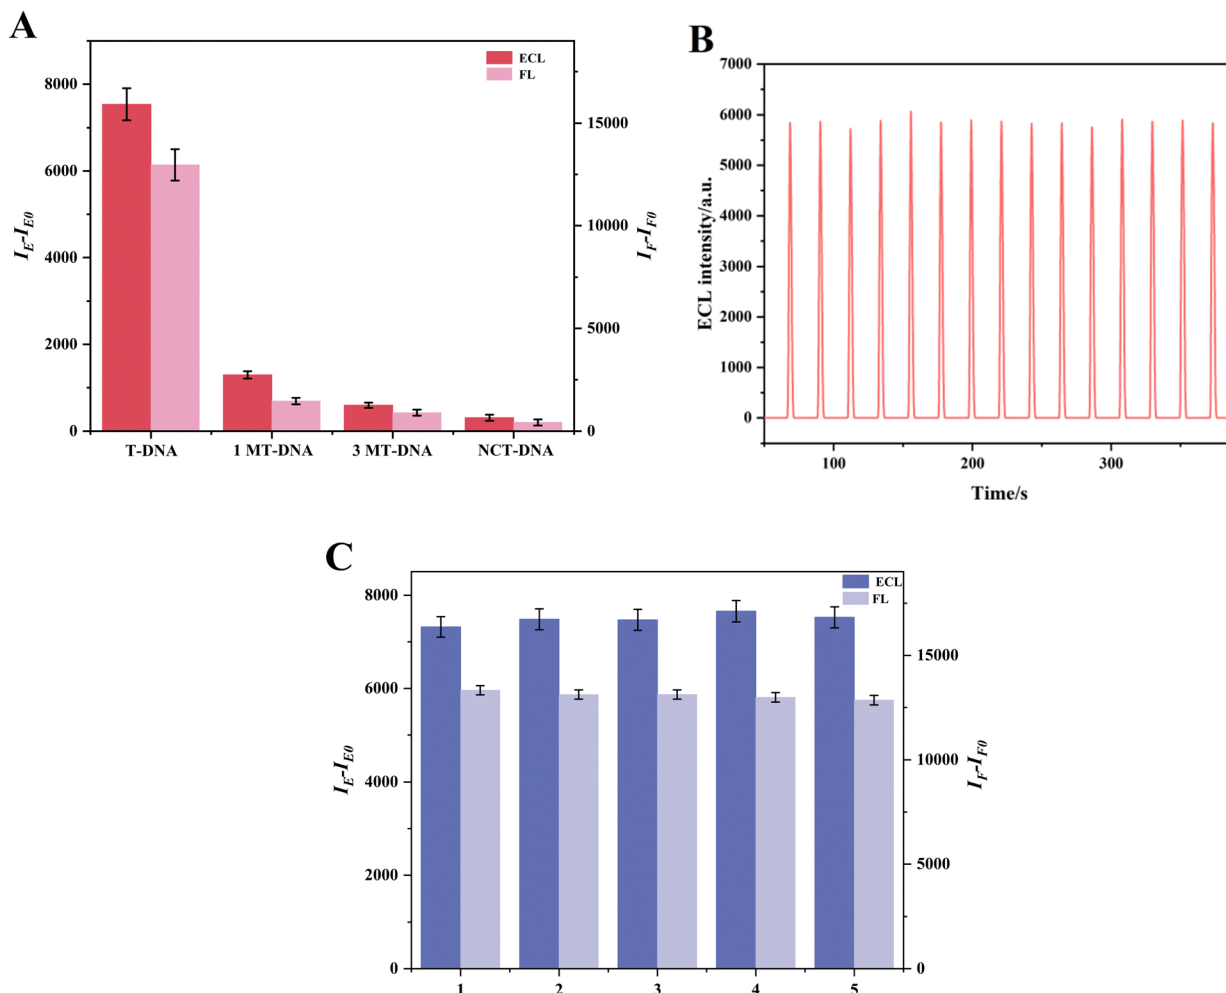 A
ECL
FL
8000
6000
4000
2000
0
15000
10000
5000
0
I_E-I_E0
I_F-I_F0
T-DNA 1 MT-DNA 3 MT-DNA NCT-DNA
B
7000
6000
5000
4000
3000
2000
1000
0
ECL intensity/a.u.
100 200 300
Time/s
C
ECL
FL
8000
6000
4000
2000
0
15000
10000
5000
0
I_E-I_E0
I_F-I_F0
1 2 3 4 5